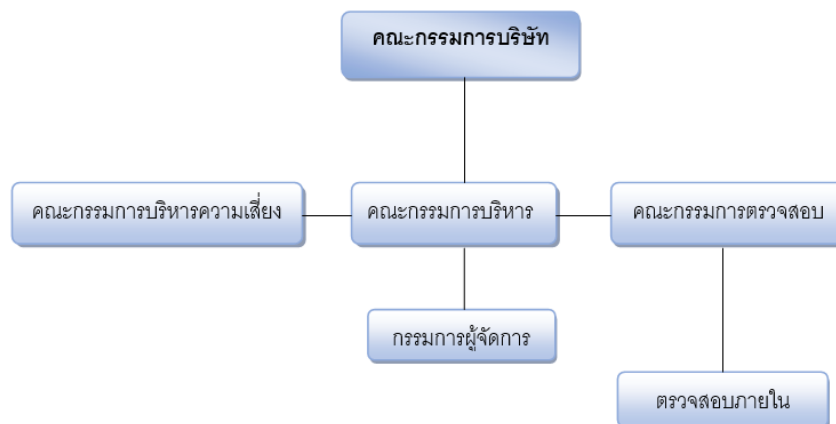 คณะกรรมการบริษัท
คณะกรรมการบริหารความเสี่ยง
คณะกรรมการบริหาร
คณะกรรมการตรวจสอบ
กรรมการผู้จัดการ
ตรวจสอบภายใน